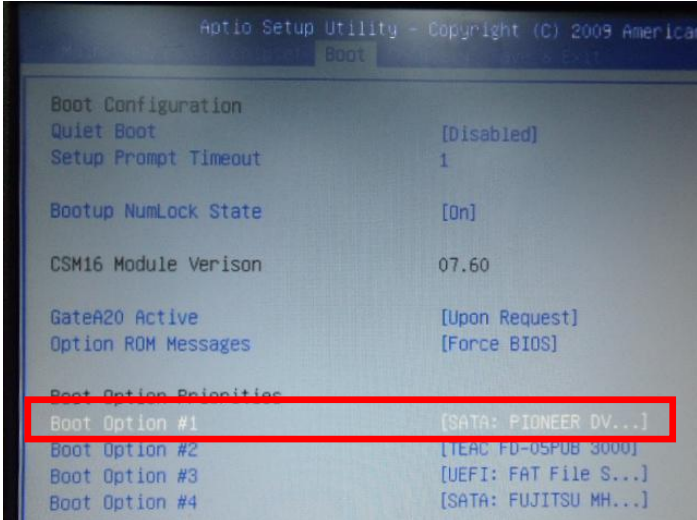 Aptio Setup Utility - Copyright (C) 2009 American
Boot
Boot Configuration
Quiet Boot [Disabled]
Setup Prompt Timeout 1
Bootup NumLock State [On]
CSM16 Module Verison 07.60
GateA20 Active [Upon Request]
Option ROM Messages [Force BIOS]
Boot Option Priorities
Boot Option #1 [SATA: PIONEER DV...]
Boot Option #2 [TEAC FD-05PUB 3000]
Boot Option #3 [UEFI: FAT File S...]
Boot Option #4 [SATA: FUJITSU MH...]